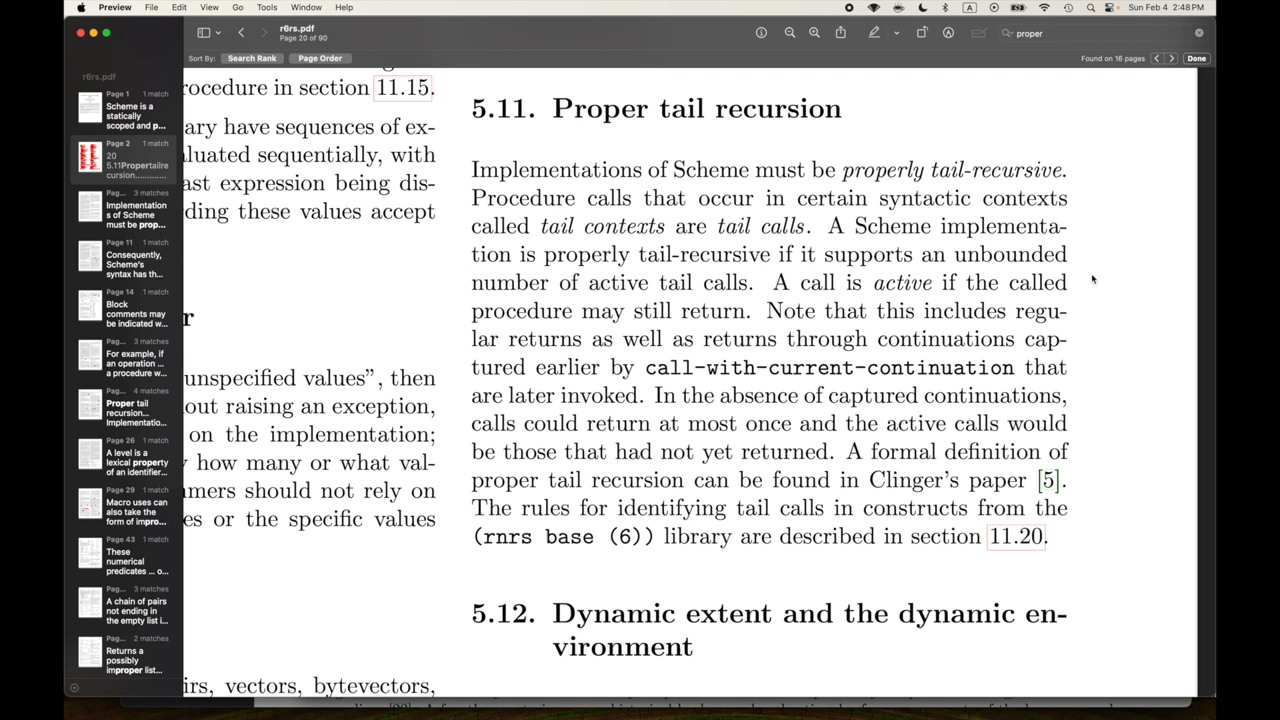 Preview File Edit View Go Tools Window Help Sun Feb 4 2:48 PM
r6rs.pdf
Page 20 of 90
proper
Sort By: Search Rank Page Order
Found on 16 pages
Done
r6rs.pdf
Page 1 1 match
Scheme is a
statically
scoped and p...
Page 2 1 match
20
5.11Propertailre
cursion.............
Pag... 3 matches
Implementation
s of Scheme
must be prop...
Page 11 1 match
Consequently,
Scheme's
syntax has th...
Page 14 1 match
Block
comments may
be indicated w...
Pag... 3 matches
For example, if
an operation ...
a procedure w...
Pag... 4 matches
Proper tail
recursion...
Implementatio...
Page 26 1 match
A level is a
lexical property
of an identifier...
Page 29 1 match
Macro uses can
also take the
form of impro...
Page 43 1 match
These
numerical
predicates ... o...
Pag... 3 matches
A chain of pairs
not ending in
the empty list i...
Pag... 2 matches
Returns a
possibly
improper list...
rocedure in section 11.15.
ary have sequences of ex-
aluated sequentially, with
ast expression being dis-
ding these values accept
r
unspecified values”, then
out raising an exception,
on the implementation;
y how many or what val-
mers should not rely on
es or the specific values
irs, vectors, bytevectors,
5.11. Proper tail recursion
Implementations of Scheme must be properly tail-recursive.
Procedure calls that occur in certain syntactic contexts
called tail contexts are tail calls. A Scheme implementa-
tion is properly tail-recursive if it supports an unbounded
number of active tail calls. A call is active if the called
procedure may still return. Note that this includes regu-
lar returns as well as returns through continuations cap-
tured earlier by call-with-current-continuation that
are later invoked. In the absence of captured continuations,
calls could return at most once and the active calls would
be those that had not yet returned. A formal definition of
proper tail recursion can be found in Clinger’s paper [5].
The rules for identifying tail calls in constructs from the
(rnrs base (6)) library are described in section 11.20.
5.12. Dynamic extent and the dynamic en-
vironment